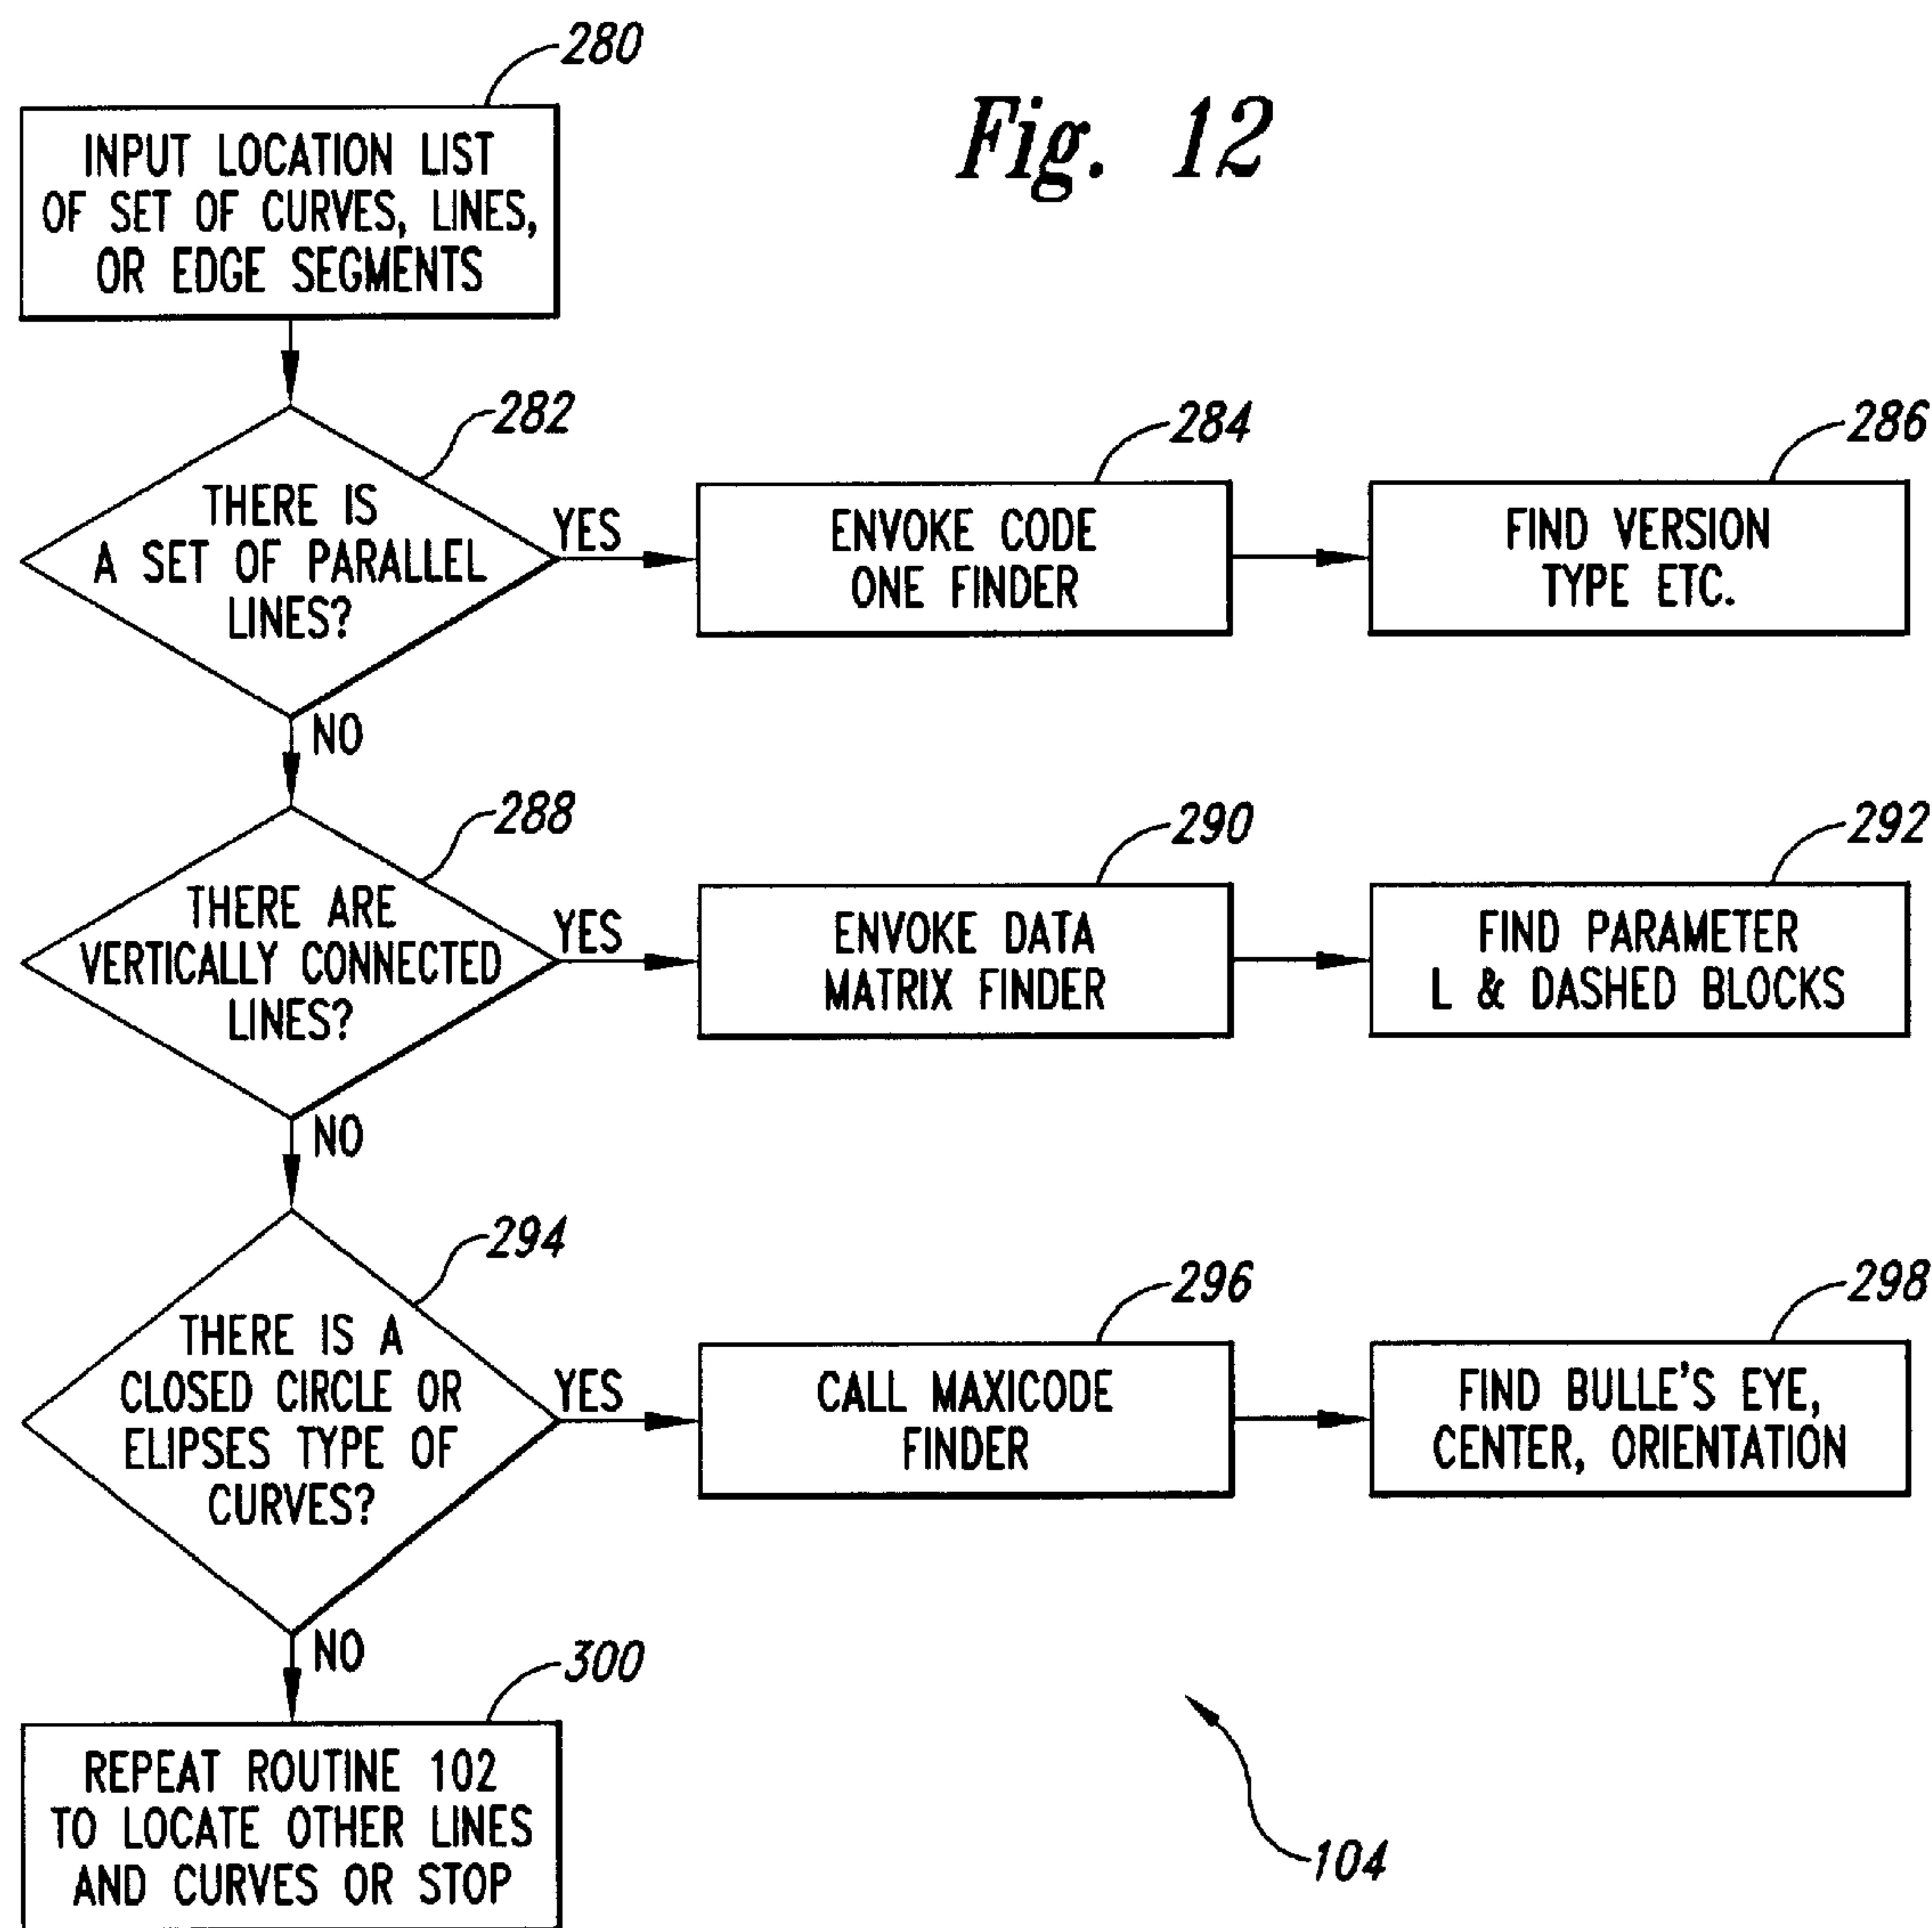 280
Fig. 12
INPUT LOCATION LIST
OF SET OF CURVES, LINES,
OR EDGE SEGMENTS
282
THERE IS
A SET OF PARALLEL
LINES?
YES
284
ENVOKE CODE
ONE FINDER
286
FIND VERSION
TYPE ETC.
NO
288
THERE ARE
VERTICALLY CONNECTED
LINES?
YES
290
ENVOKE DATA
MATRIX FINDER
292
FIND PARAMETER
L & DASHED BLOCKS
NO
294
THERE IS A
CLOSED CIRCLE OR
ELIPSES TYPE OF
CURVES?
YES
296
CALL MAXICODE
FINDER
298
FIND BULLE'S EYE,
CENTER, ORIENTATION
NO
300
REPEAT ROUTINE 102
TO LOCATE OTHER LINES
AND CURVES OR STOP
104